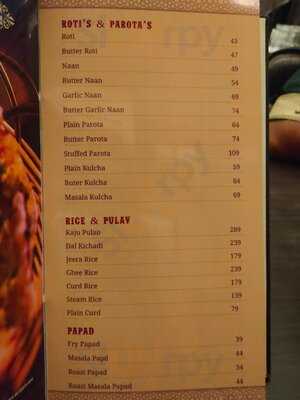 ROTI'S & PAROTA'S
Roti 43
Butter Roti 47
Naan 49
Butter Naan 54
Garlic Naan 69
Butter Garlic Naan 74
Plain Parota 64
Butter Parota 74
Stuffed Parota 109
Plain Kulcha 59
Buter Kulcha 64
Masala Kulcha 69
RICE & PULAV
Kaju Pulao 289
Dal Kichadi 239
Jeera Rice 179
Ghee Rice 239
Curd Rice 179
Steam Rice 139
Plain Curd 79
PAPAD
Fry Papad 39
Masala Papd 44
Roast Papad 34
Roast Masala Papad 44